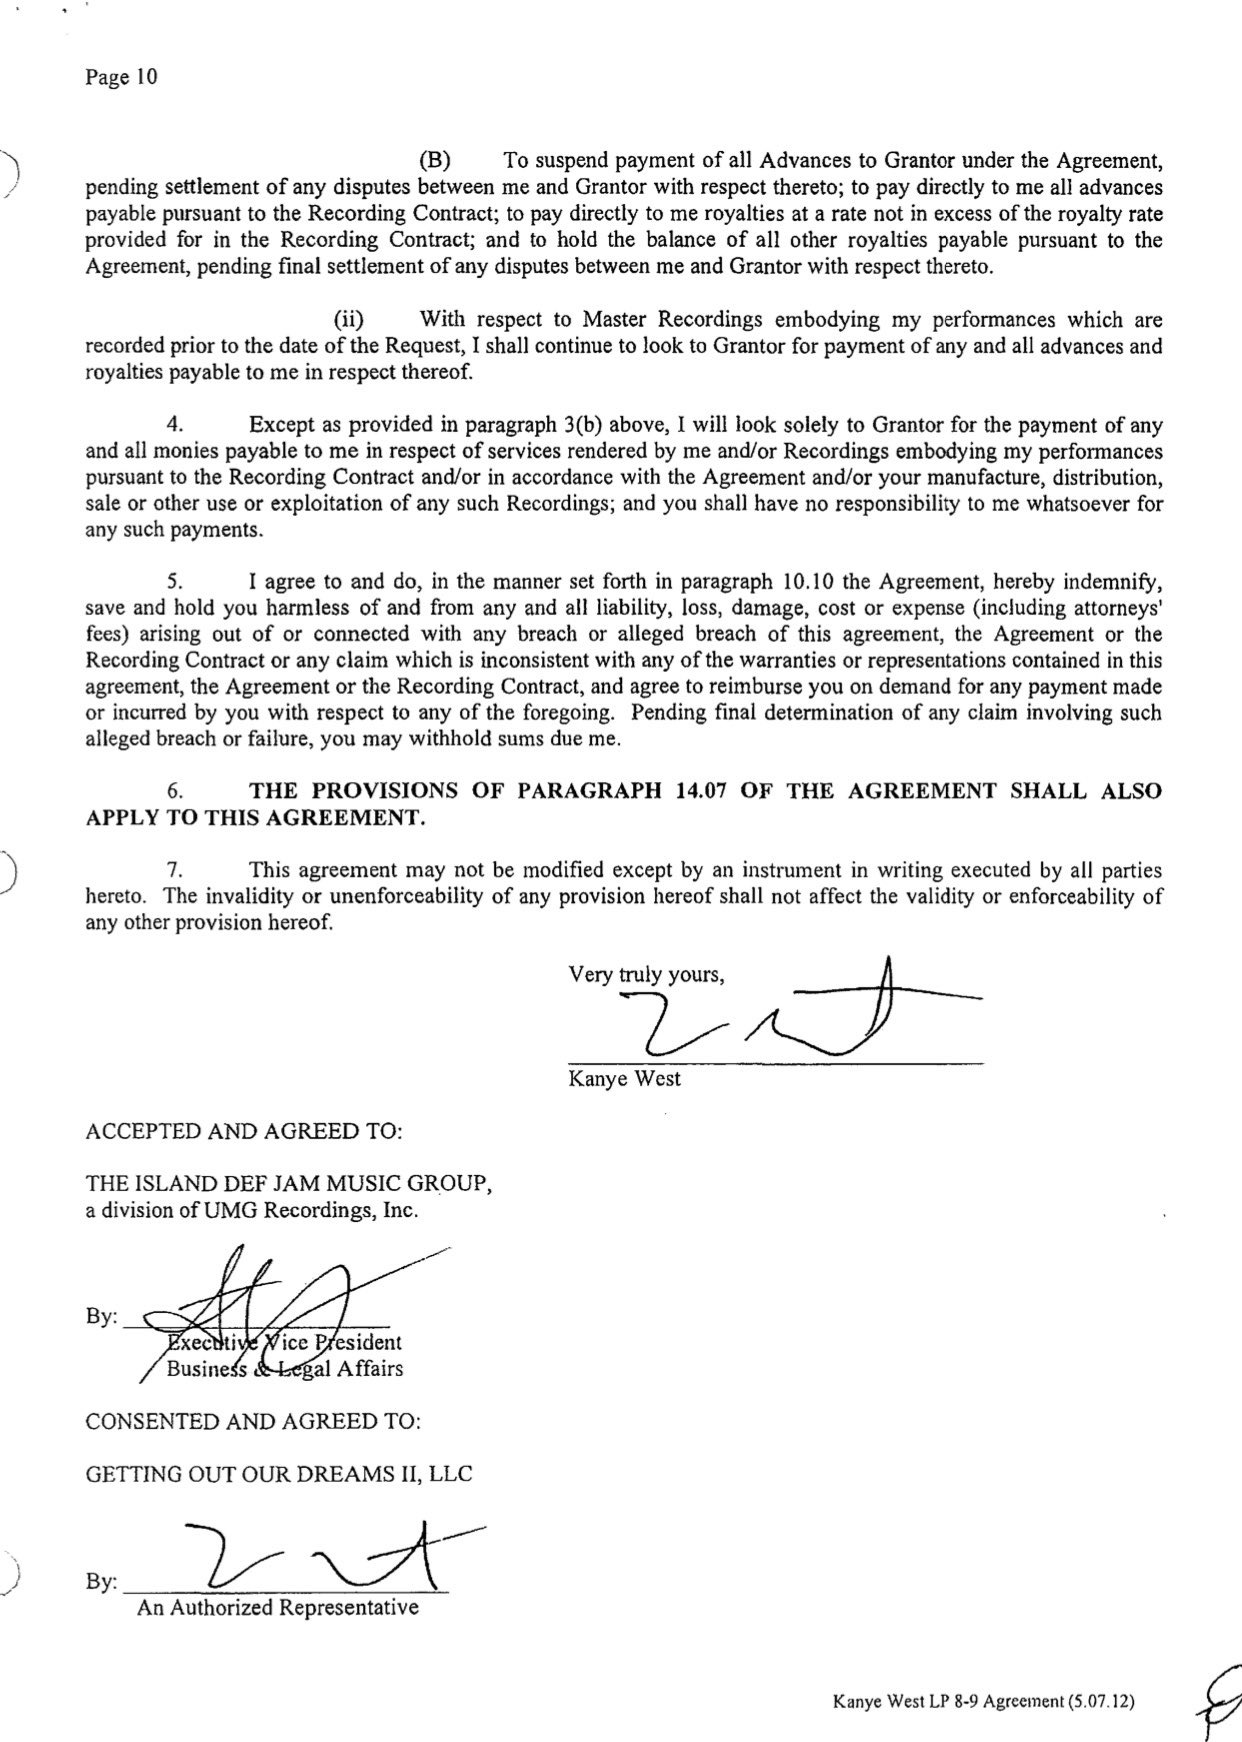 Page 10
(B) To suspend payment of all Advances to Grantor under the Agreement,
pending settlement of any disputes between me and Grantor with respect thereto; to pay directly to me all advances
payable pursuant to the Recording Contract; to pay directly to me royalties at a rate not in excess of the royalty rate
provided for in the Recording Contract; and to hold the balance of all other royalties payable pursuant to the
Agreement, pending final settlement of any disputes between me and Grantor with respect thereto.
(ii) With respect to Master Recordings embodying my performances which are
recorded prior to the date of the Request, I shall continue to look to Grantor for payment of any and all advances and
royalties payable to me in respect thereof.
4. Except as provided in paragraph 3(b) above, I will look solely to Grantor for the payment of any
and all monies payable to me in respect of services rendered by me and/or Recordings embodying my performances
pursuant to the Recording Contract and/or in accordance with the Agreement and/or your manufacture, distribution,
sale or other use or exploitation of any such Recordings; and you shall have no responsibility to me whatsoever for
any such payments.
5. I agree to and do, in the manner set forth in paragraph 10.10 the Agreement, hereby indemnify,
save and hold you harmless of and from any and all liability, loss, damage, cost or expense (including attorneys'
fees) arising out of or connected with any breach or alleged breach of this agreement, the Agreement or the
Recording Contract or any claim which is inconsistent with any of the warranties or representations contained in this
agreement, the Agreement or the Recording Contract, and agree to reimburse you on demand for any payment made
or incurred by you with respect to any of the foregoing. Pending final determination of any claim involving such
alleged breach or failure, you may withhold sums due me.
6. THE PROVISIONS OF PARAGRAPH 14.07 OF THE AGREEMENT SHALL ALSO
APPLY TO THIS AGREEMENT.
7. This agreement may not be modified except by an instrument in writing executed by all parties
hereto. The invalidity or unenforceability of any provision hereof shall not affect the validity or enforceability of
any other provision hereof.
Very truly yours,
Kanye West
ACCEPTED AND AGREED TO:
THE ISLAND DEF JAM MUSIC GROUP,
a division of UMG Recordings, Inc.
By:
Executive Vice President
Business & Legal Affairs
CONSENTED AND AGREED TO:
GETTING OUT OUR DREAMS II, LLC
By:
An Authorized Representative
Kanye West LP 8-9 Agreement (5.07.12)